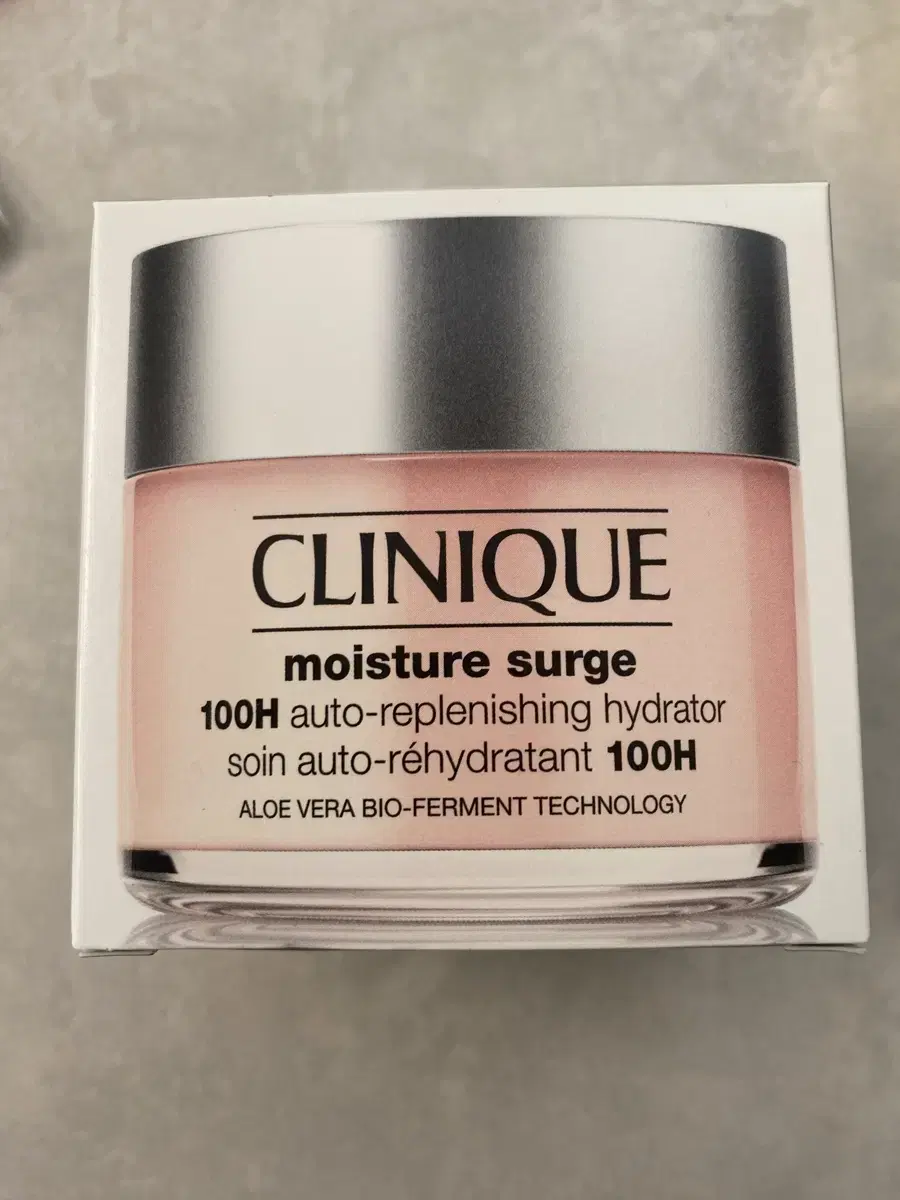 CLINIQUE
moisture surge
100H auto-replenishing hydrator
soin auto-réhydratant 100H
ALOE VERA BIO-FERMENT TECHNOLOGY